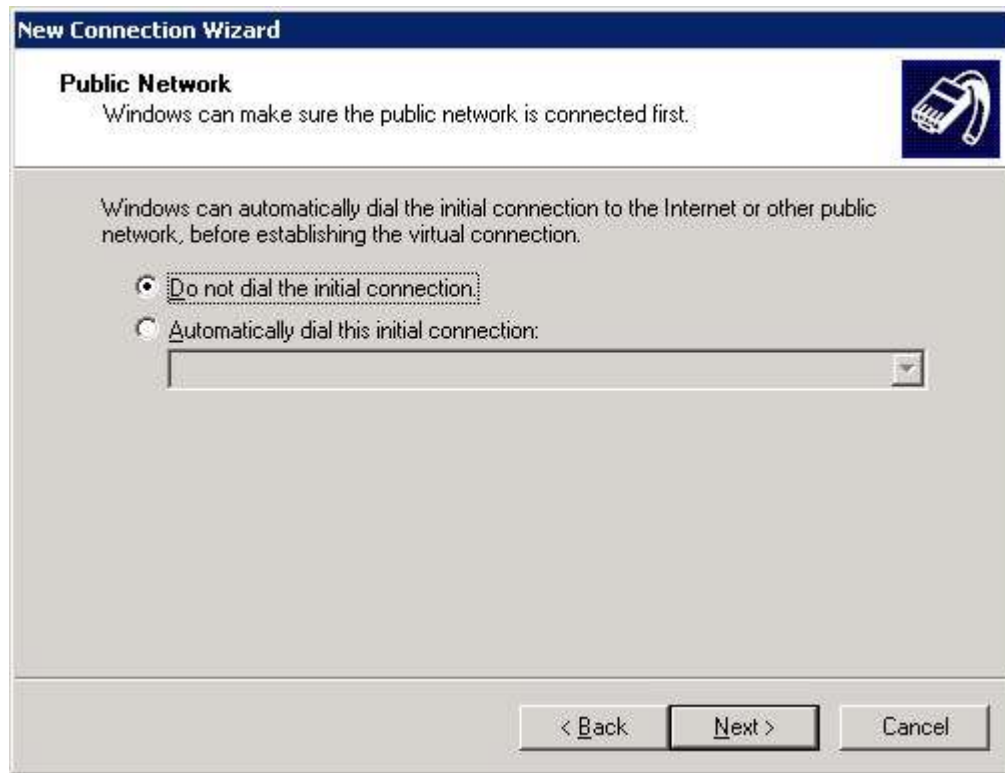 New Connection Wizard
Public Network
Windows can make sure the public network is connected first.
Windows can automatically dial the initial connection to the Internet or other public
network, before establishing the virtual connection.
Do not dial the initial connection.
Automatically dial this initial connection:
< Back Next > Cancel